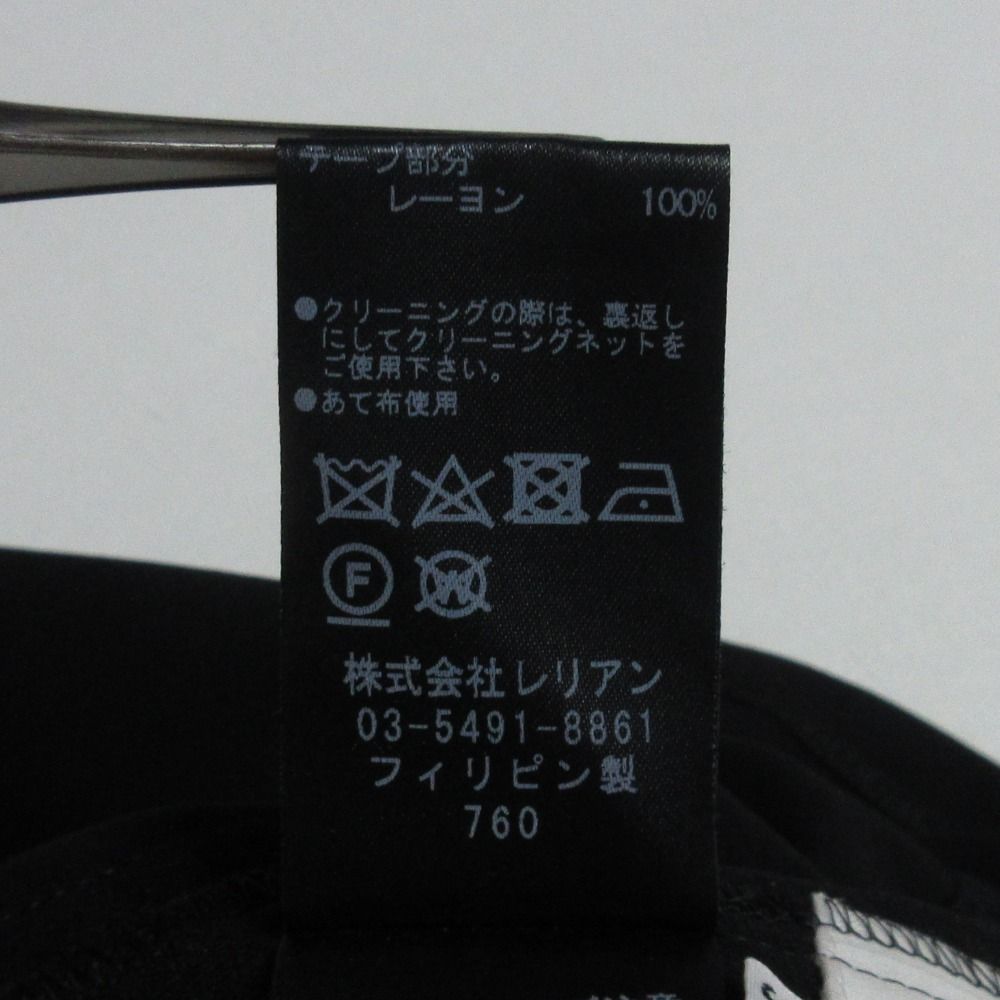 テープ部分
レーヨン 100%
●クリーニングの際は、裏返し
にしてクリーニングネットを
ご使用下さい。
●あて布使用
F W
株式会社レリアン
03-5491-8861
フィリピン製
760